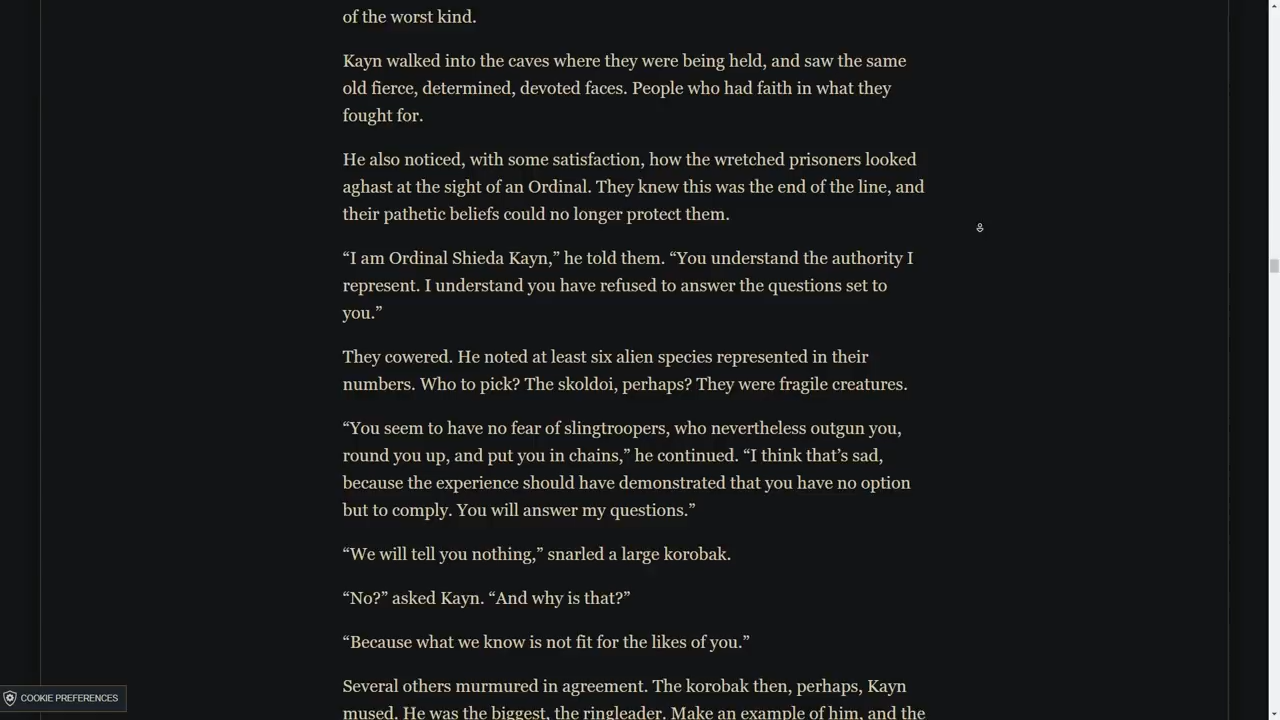 of the worst kind.
Kayn walked into the caves where they were being held, and saw the same
old fierce, determined, devoted faces. People who had faith in what they
fought for.
He also noticed, with some satisfaction, how the wretched prisoners looked
aghast at the sight of an Ordinal. They knew this was the end of the line, and
their pathetic beliefs could no longer protect them.
“I am Ordinal Shieda Kayn,” he told them. “You understand the authority I
represent. I understand you have refused to answer the questions set to
you.”
They cowered. He noted at least six alien species represented in their
numbers. Who to pick? The skoldoi, perhaps? They were fragile creatures.
“You seem to have no fear of slingtroopers, who nevertheless outgun you,
round you up, and put you in chains,” he continued. “I think that’s sad,
because the experience should have demonstrated that you have no option
but to comply. You will answer my questions.”
“We will tell you nothing,” snarled a large korobak.
“No?” asked Kayn. “And why is that?”
“Because what we know is not fit for the likes of you.”
Several others murmured in agreement. The korobak then, perhaps, Kayn
mused. He was the biggest, the ringleader. Make an example of him, and the
COOKIE PREFERENCES